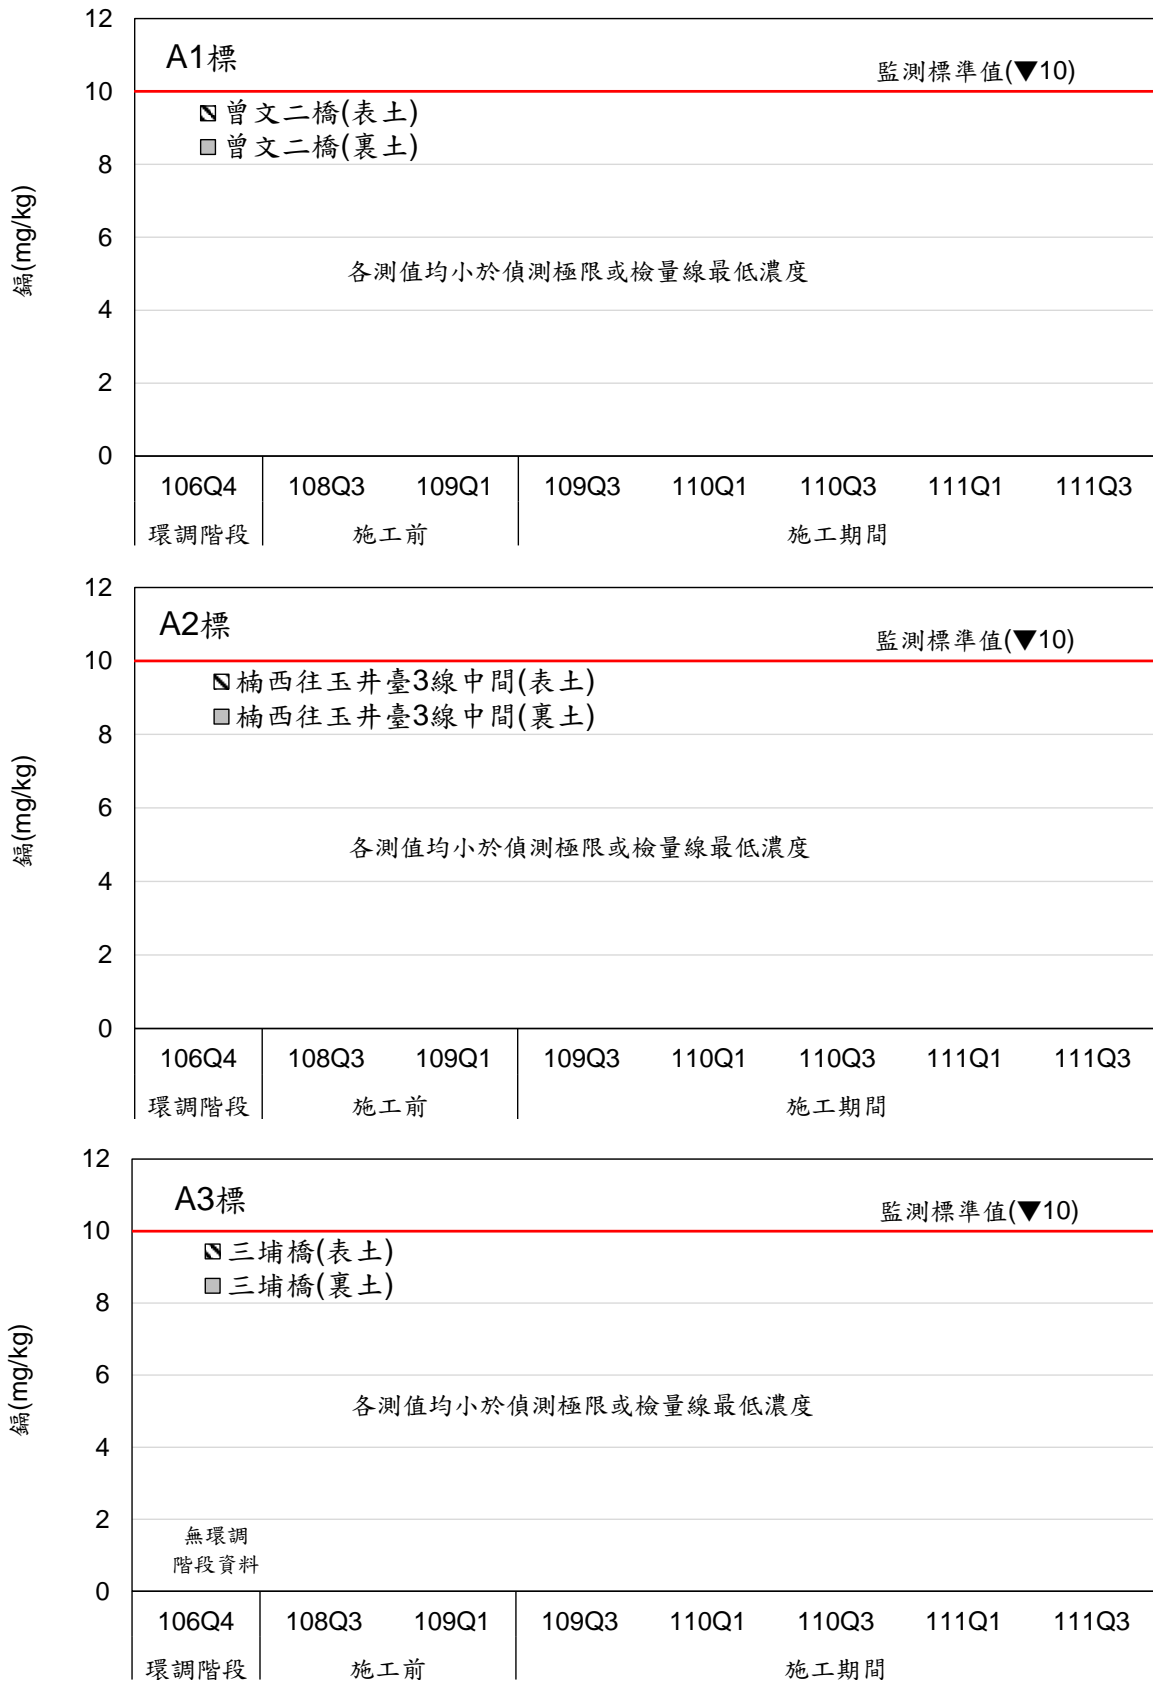 12
A1標
監測標準值(▼10)
10
曾文二橋(表土)
曾文二橋(裏土)
8
鎘(mg/kg)
6
各測值均小於偵測極限或檢量線最低濃度
4
2
0
106Q4 108Q3 109Q1 109Q3 110Q1 110Q3 111Q1 111Q3
環調階段 施工前 施工期間
12
A2標
監測標準值(▼10)
10
楠西往玉井臺3線中間(表土)
楠西往玉井臺3線中間(裏土)
8
鎘(mg/kg)
6
各測值均小於偵測極限或檢量線最低濃度
4
2
0
106Q4 108Q3 109Q1 109Q3 110Q1 110Q3 111Q1 111Q3
環調階段 施工前 施工期間
12
A3標
監測標準值(▼10)
10
三埔橋(表土)
三埔橋(裏土)
8
鎘(mg/kg)
6
各測值均小於偵測極限或檢量線最低濃度
4
2
無環調
階段資料
0
106Q4 108Q3 109Q1 109Q3 110Q1 110Q3 111Q1 111Q3
環調階段 施工前 施工期間